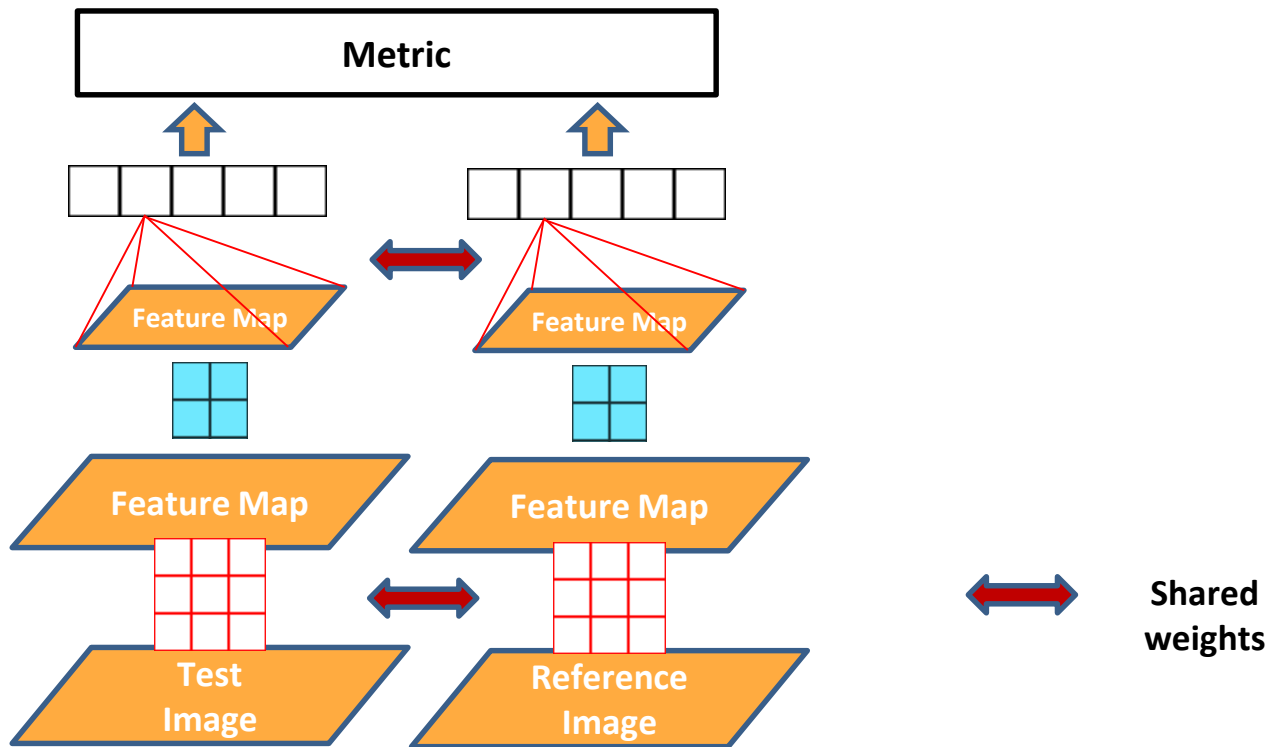 Metric
Feature Map
Feature Map
Feature Map
Feature Map
Test
Image
Reference
Image
Shared
weights